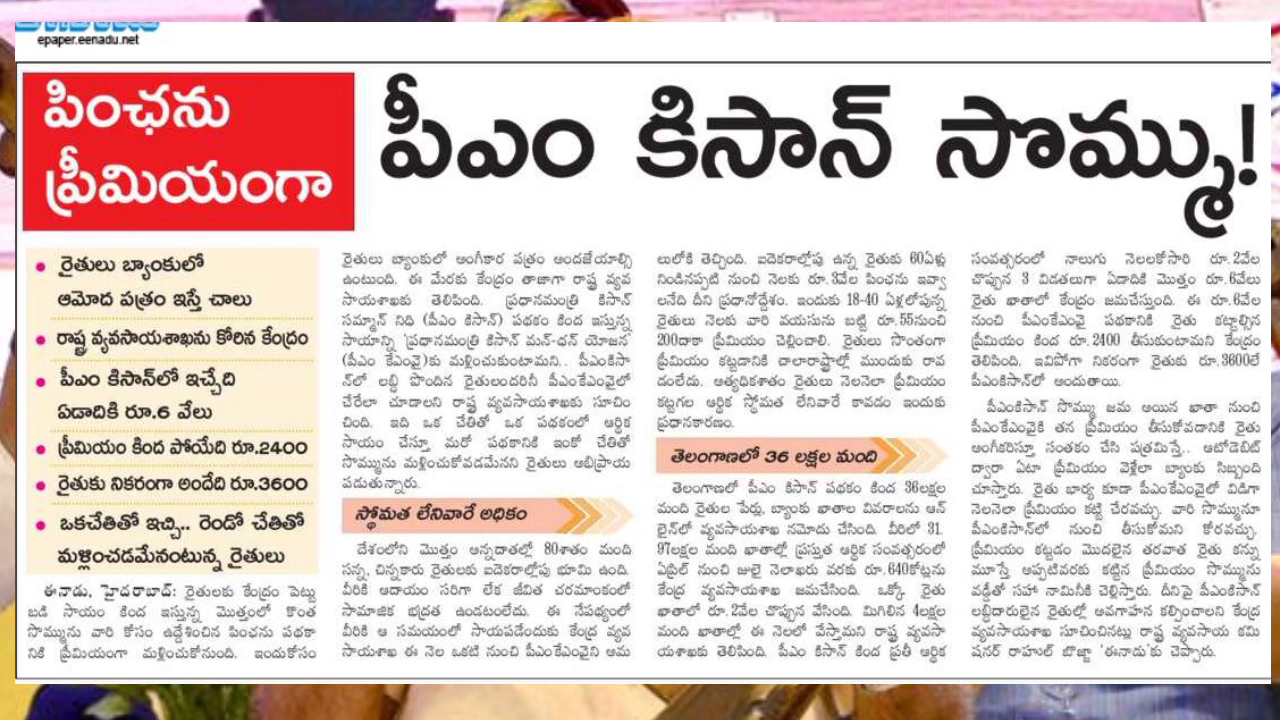 epaper.eenadu.net
పింఛను
ప్రీమియంగా
పీఎం కిసాన్ సొమ్ము!
• రైతులు బ్యాంకులో
ఆమోద పత్రం ఇస్తే చాలు
• రాష్ట్ర వ్యవసాయశాఖను కోరిన కేంద్రం
• పీఎం కిసాన్‌లో ఇచ్చేది
ఏడాదికి రూ.6 వేలు
• ప్రీమియం కింద పోయేది రూ.2400
• రైతుకు నికరంగా అందేది రూ.3600
• ఒకచేతితో ఇచ్చి.. రెండో చేతితో
మళ్లించడమేనంటున్న రైతులు
ఈనాడు, హైదరాబాద్: రైతులకు కేంద్రం పెట్టు
బడి సాయం కింద ఇస్తున్న మొత్తంలో కొంత
సొమ్మును వారి కోసం ఉద్దేశించిన పింఛను పథకా
నికి ప్రీమియంగా మళ్లించుకోనుంది. ఇందుకోసం
రైతులు బ్యాంకులో అంగీకార పత్రం అందజేయాల్సి
ఉంటుంది. ఈ మేరకు కేంద్రం తాజాగా రాష్ట్ర వ్యవ
సాయశాఖకు తెలిపింది. ప్రధానమంత్రి కిసాన్
సమ్మాన్ నిధి (పీఎం కిసాన్) పథకం కింద ఇస్తున్న
సాయాన్ని 'ప్రధానమంత్రి కిసాన్ మన్-ధన్ యోజన'
(పీఎం కేఎంవై)కు మళ్లించుకుంటామని.. పీఎంకిసా
న్‌లో లబ్ధి పొందిన రైతులందరినీ పీఎంకేఎంవైలో
చేరేలా చూడాలని రాష్ట్ర వ్యవసాయశాఖకు సూచిం
చింది. ఇది ఒక చేతితో ఒక పథకంలో ఆర్థిక
సాయం చేస్తూ మరో పథకానికి ఇంకో చేతితో
సొమ్మును మళ్లించుకోవడమేనని రైతులు అభిప్రాయ
పడుతున్నారు.
స్థోమత లేనివారే అధికం
దేశంలోని మొత్తం అన్నదాతల్లో 80శాతం మంది
సన్న, చిన్నకారు రైతులకు ఐదెకరాల్లోపు భూమి ఉంది.
వీరికి ఆదాయం సరిగా లేక జీవిత చరమాంకంలో
సామాజిక భద్రత ఉండటంలేదు. ఈ నేపథ్యంలో
వీరికి ఆ సమయంలో సాయపడేందుకు కేంద్ర వ్యవ
సాయశాఖ ఈ నెల ఒకటి నుంచి పీఎంకేఎంవైని అమ
లులోకి తెచ్చింది. ఐదెకరాల్లోపు ఉన్న రైతుకు 60ఏళ్లు
నిండినప్పటి నుంచి నెలకు రూ.3వేల పింఛను ఇవ్వా
లనేది దీని ప్రధానోద్దేశం. ఇందుకు 18-40 ఏళ్లలోపున్న
రైతులు నెలకు వారి వయసును బట్టి రూ.55నుంచి
200దాకా ప్రీమియం చెల్లించాలి. రైతులు సొంతంగా
ప్రీమియం కట్టడానికి చాలారాష్ట్రాల్లో ముందుకు రావ
డంలేదు. అత్యధికశాతం రైతులు నెలనెలా ప్రీమియం
కట్టగల ఆర్థిక స్థోమత లేనివారే కావడం ఇందుకు
ప్రధానకారణం.
తెలంగాణలో 36 లక్షల మంది
తెలంగాణలో పీఎం కిసాన్ పథకం కింద 36లక్షల
మంది రైతుల పేర్లు, బ్యాంకు ఖాతాల వివరాలను ఆన్
లైన్‌లో వ్యవసాయశాఖ నమోదు చేసింది. వీరిలో 31.
97లక్షల మంది ఖాతాల్లో ప్రస్తుత ఆర్థిక సంవత్సరంలో
ఏప్రిల్ నుంచి జులై నెలాఖరు వరకు రూ.640కోట్లను
కేంద్ర వ్యవసాయశాఖ జమచేసింది. ఒక్కో రైతు
ఖాతాలో రూ.2వేల చొప్పున వేసింది. మిగిలిన 4లక్షల
మంది ఖాతాల్లో ఈ నెలలో వేస్తామని రాష్ట్ర వ్యవసా
యశాఖకు తెలిపింది. పీఎం కిసాన్ కింద ప్రతీ ఆర్థిక
సంవత్సరంలో నాలుగు నెలలకోసారి రూ.2వేల
చొప్పున 3 విడతలుగా ఏడాదికి మొత్తం రూ.6వేలు
రైతు ఖాతాలో కేంద్రం జమచేస్తుంది. ఈ రూ.6వేల
నుంచి పీఎంకేఎంవై పథకానికి రైతు కట్టాల్సిన
ప్రీమియం కింద రూ.2400 తీసుకుంటామని కేంద్రం
తెలిపింది. ఇవిపోగా నికరంగా రైతుకు రూ.3600లే
పీఎంకిసాన్‌లో అందుతాయి.
పీఎంకిసాన్ సొమ్ము జమ అయిన ఖాతా నుంచి
పీఎంకేఎంవైకి తన ప్రీమియం తీసుకోవడానికి రైతు
అంగీకరిస్తూ సంతకం చేసి పత్రమిస్తే.. ఆటోడెబిట్
ద్వారా ఏటా ప్రీమియం వెళ్లేలా బ్యాంకు సిబ్బంది
చూస్తారు. రైతు భార్య కూడా పీఎంకేఎంవైలో విడిగా
నెలనెలా ప్రీమియం కట్టి చేరవచ్చు. వారి సొమ్మునూ
పీఎంకిసాన్‌లో నుంచి తీసుకోమని కోరవచ్చు.
ప్రీమియం కట్టడం మొదలైన తరవాత రైతు కన్ను
మూస్తే అప్పటివరకు కట్టిన ప్రీమియం సొమ్మును
వడ్డీతో సహా నామినీకి చెల్లిస్తారు. దీనిపై పీఎంకిసాన్
లబ్ధిదారులైన రైతుల్లో అవగాహన కల్పించాలని కేంద్ర
వ్యవసాయశాఖ సూచించినట్లు రాష్ట్ర వ్యవసాయ కమి
షనర్ రాహుల్ బొజ్జా 'ఈనాడు'కు చెప్పారు.